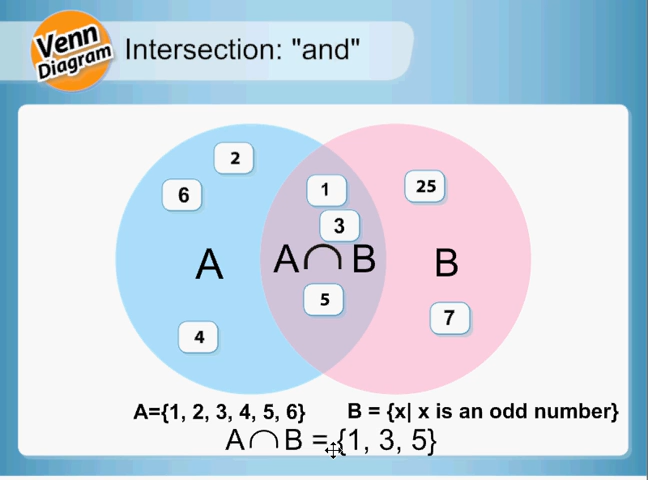 Venn
Diagram
Intersection: "and"
2
6
1
25
3
A
A∩B
B
5
7
4
A={1, 2, 3, 4, 5, 6}
B = {x| x is an odd number}
A∩B = {1, 3, 5}